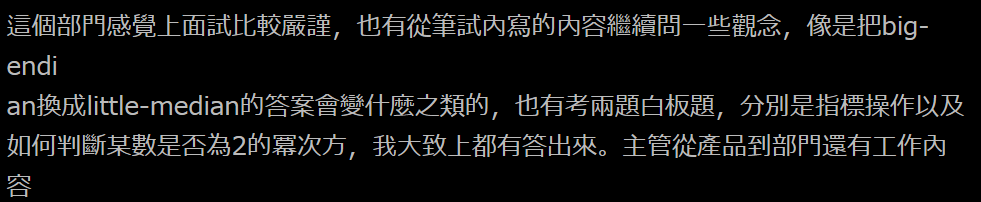 這個部門感覺上面試比較嚴謹，也有從筆試內寫的內容繼續問一些觀念，像是把big-
endi
an換成little-median的答案會變什麼之類的，也有考兩題白板題，分別是指標操作以及
如何判斷某數是否為2的冪次方，我大致上都有答出來。主管從產品到部門還有工作內
容